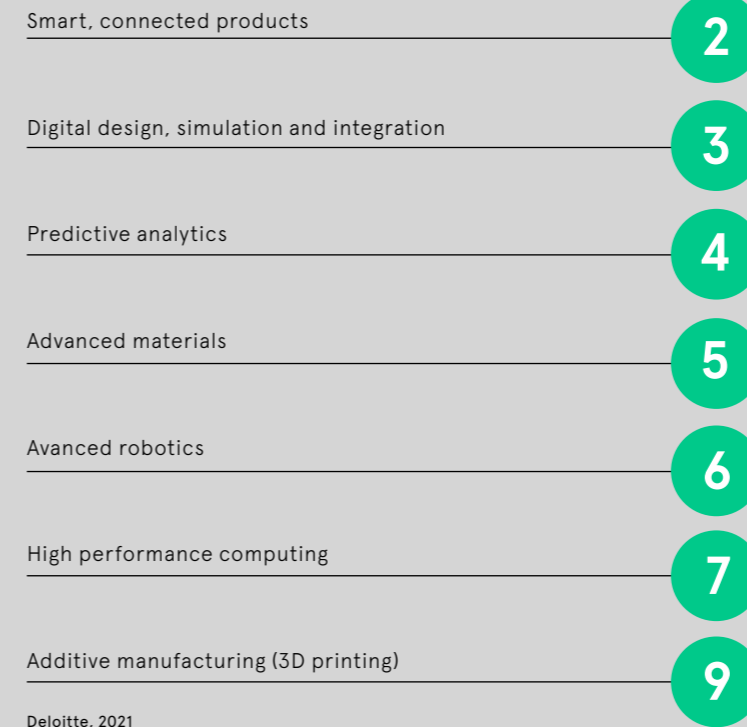 Smart, connected products
2
Digital design, simulation and integration
3
Predictive analytics
4
Advanced materials
5
Avanced robotics
6
High performance computing
7
Additive manufacturing (3D printing)
9
Deloitte, 2021